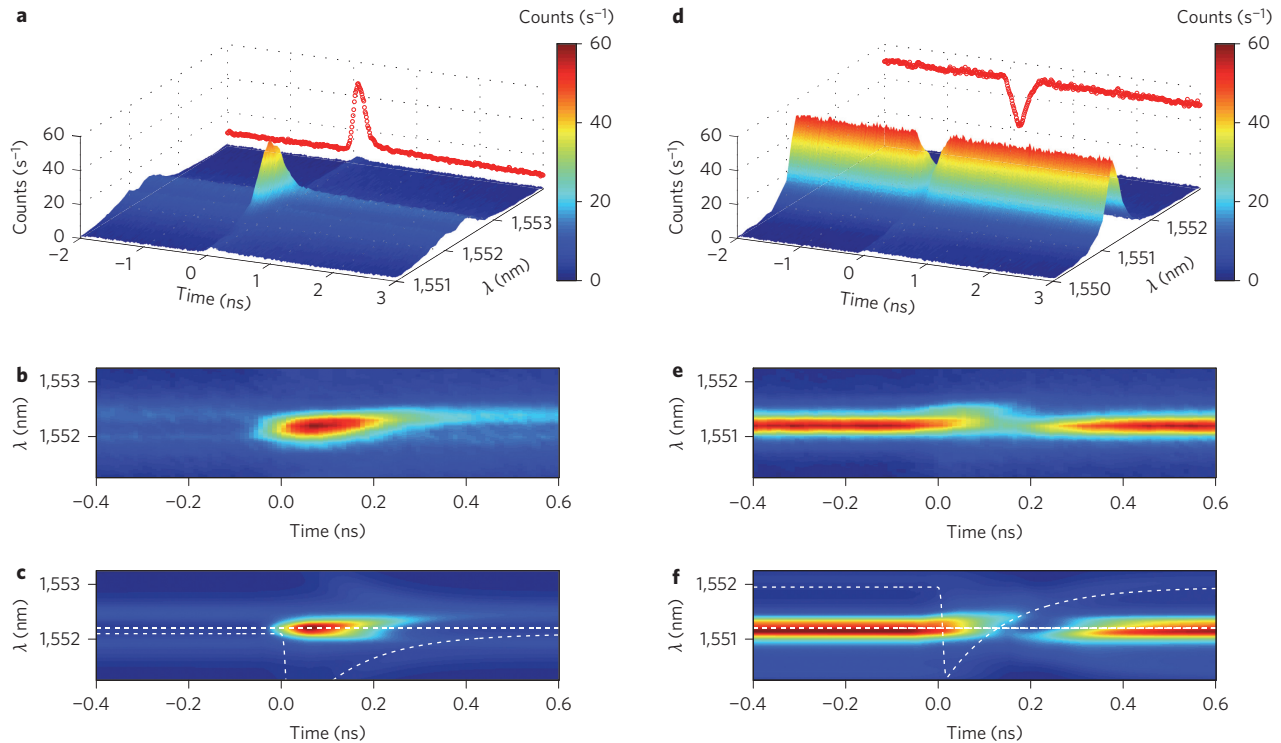 a
Counts (s−1)
60
40
20
0
Counts (s−1)
60
40
20
0
−2
−1
0
1
2
3
Time (ns)
1,551
1,552
1,553
λ (nm)
d
Counts (s−1)
60
40
20
0
Counts (s−1)
60
40
20
0
−2
−1
0
1
2
3
Time (ns)
1,550
1,551
1,552
λ (nm)
b
1,553
1,552
λ (nm)
−0.4 −0.2 0.0 0.2 0.4 0.6
Time (ns)
e
1,552
1,551
λ (nm)
−0.4 −0.2 0.0 0.2 0.4 0.6
Time (ns)
c
1,553
1,552
λ (nm)
−0.4 −0.2 0.0 0.2 0.4 0.6
Time (ns)
f
1,552
1,551
λ (nm)
−0.4 −0.2 0.0 0.2 0.4 0.6
Time (ns)